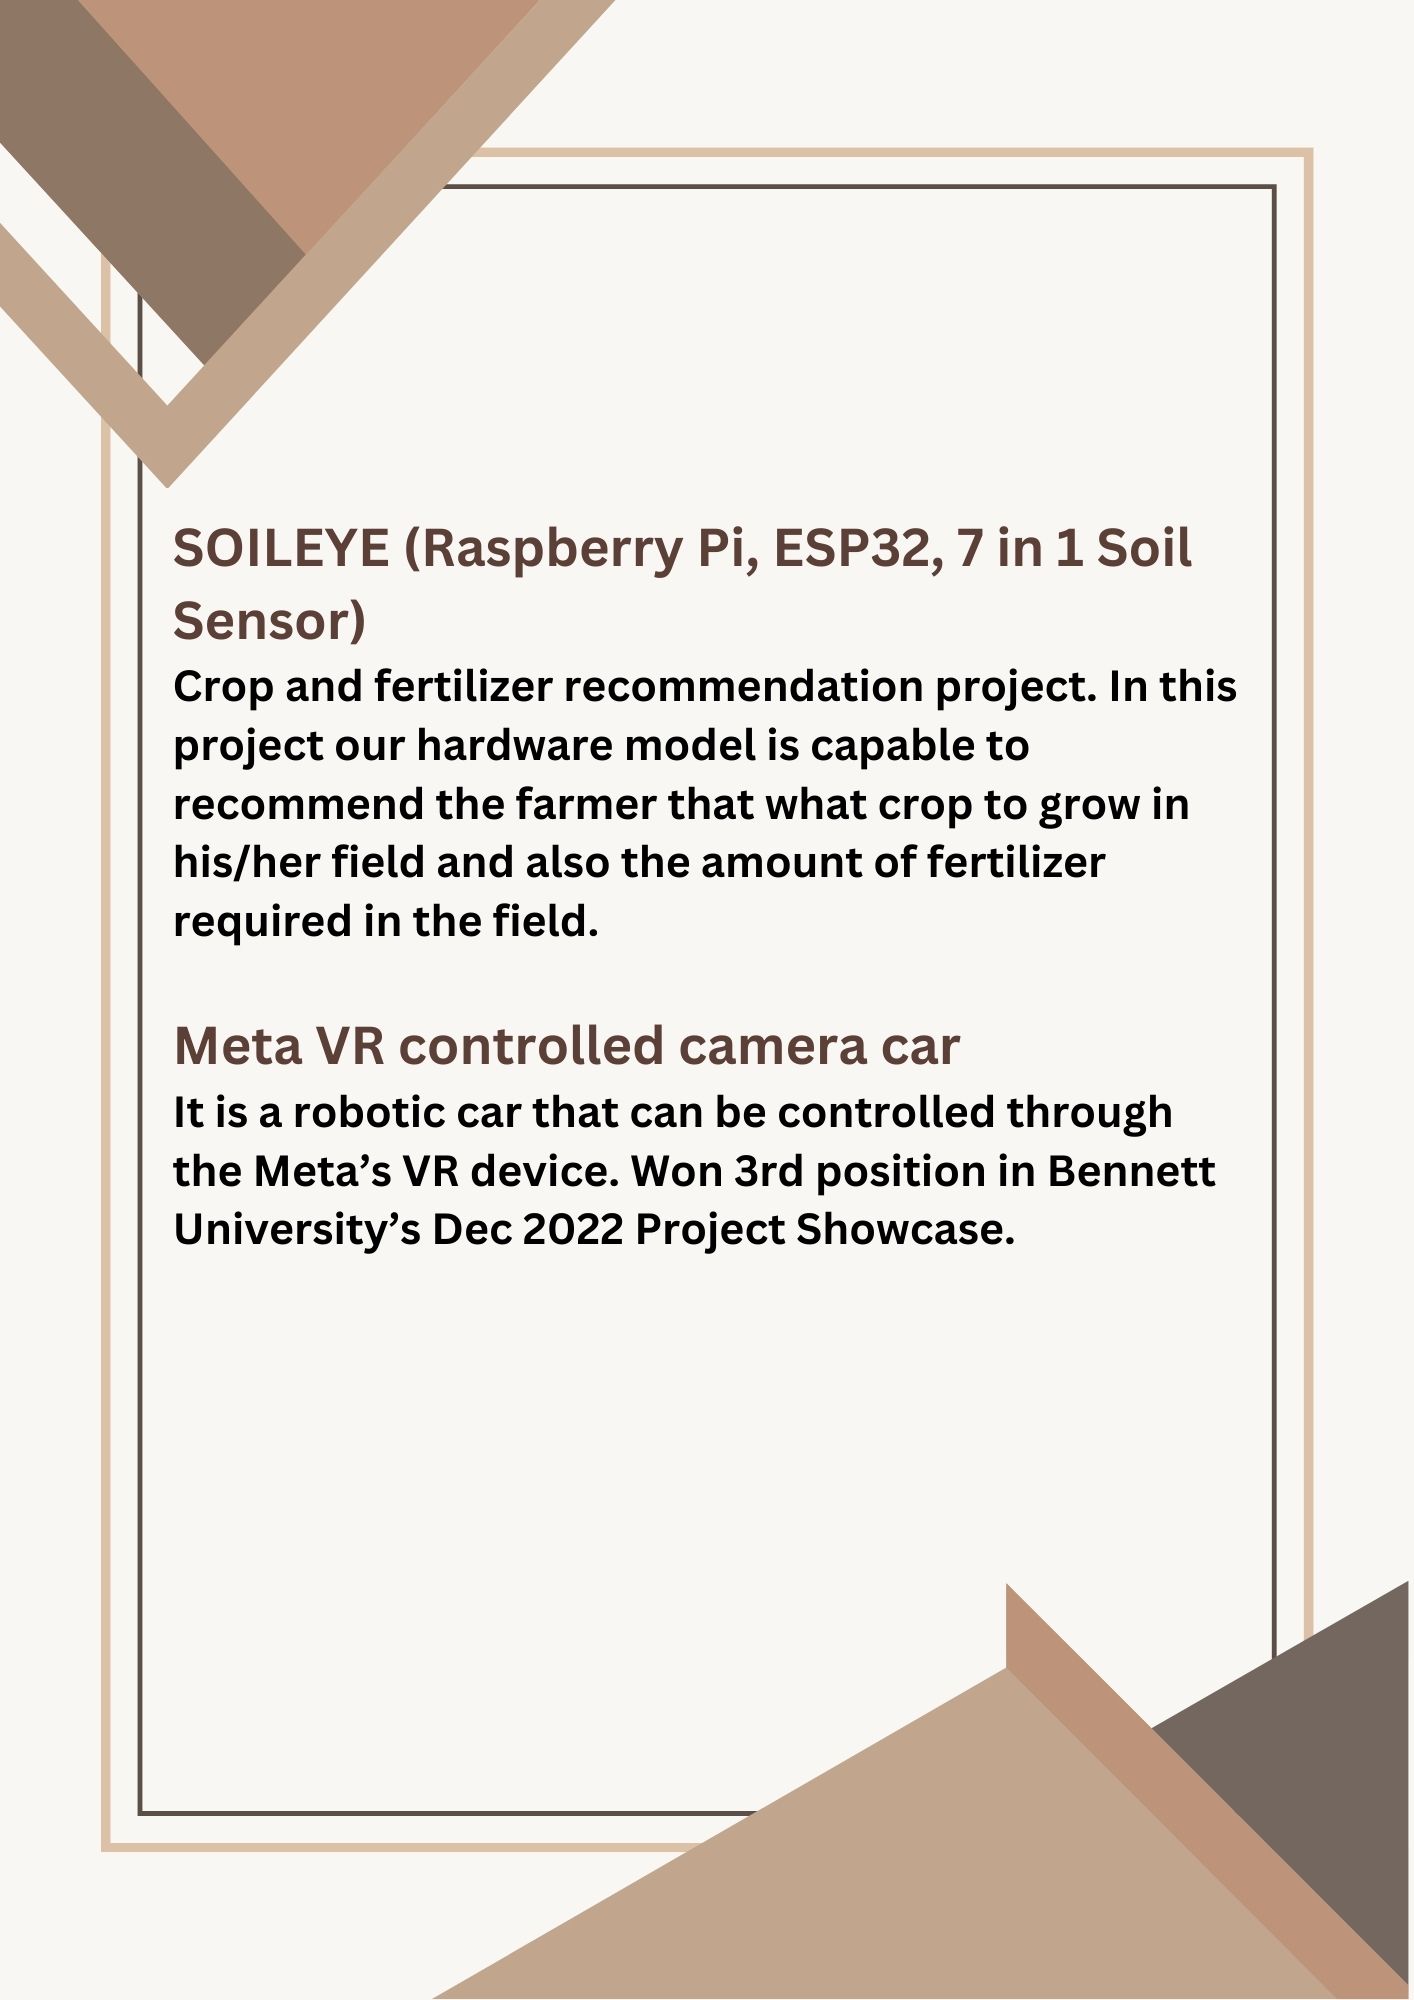 SOILEYE (Raspberry Pi, ESP32, 7 in 1 Soil
Sensor)
Crop and fertilizer recommendation project. In this
project our hardware model is capable to
recommend the farmer that what crop to grow in
his/her field and also the amount of fertilizer
required in the field.
Meta VR controlled camera car
It is a robotic car that can be controlled through
the Meta’s VR device. Won 3rd position in Bennett
University’s Dec 2022 Project Showcase.